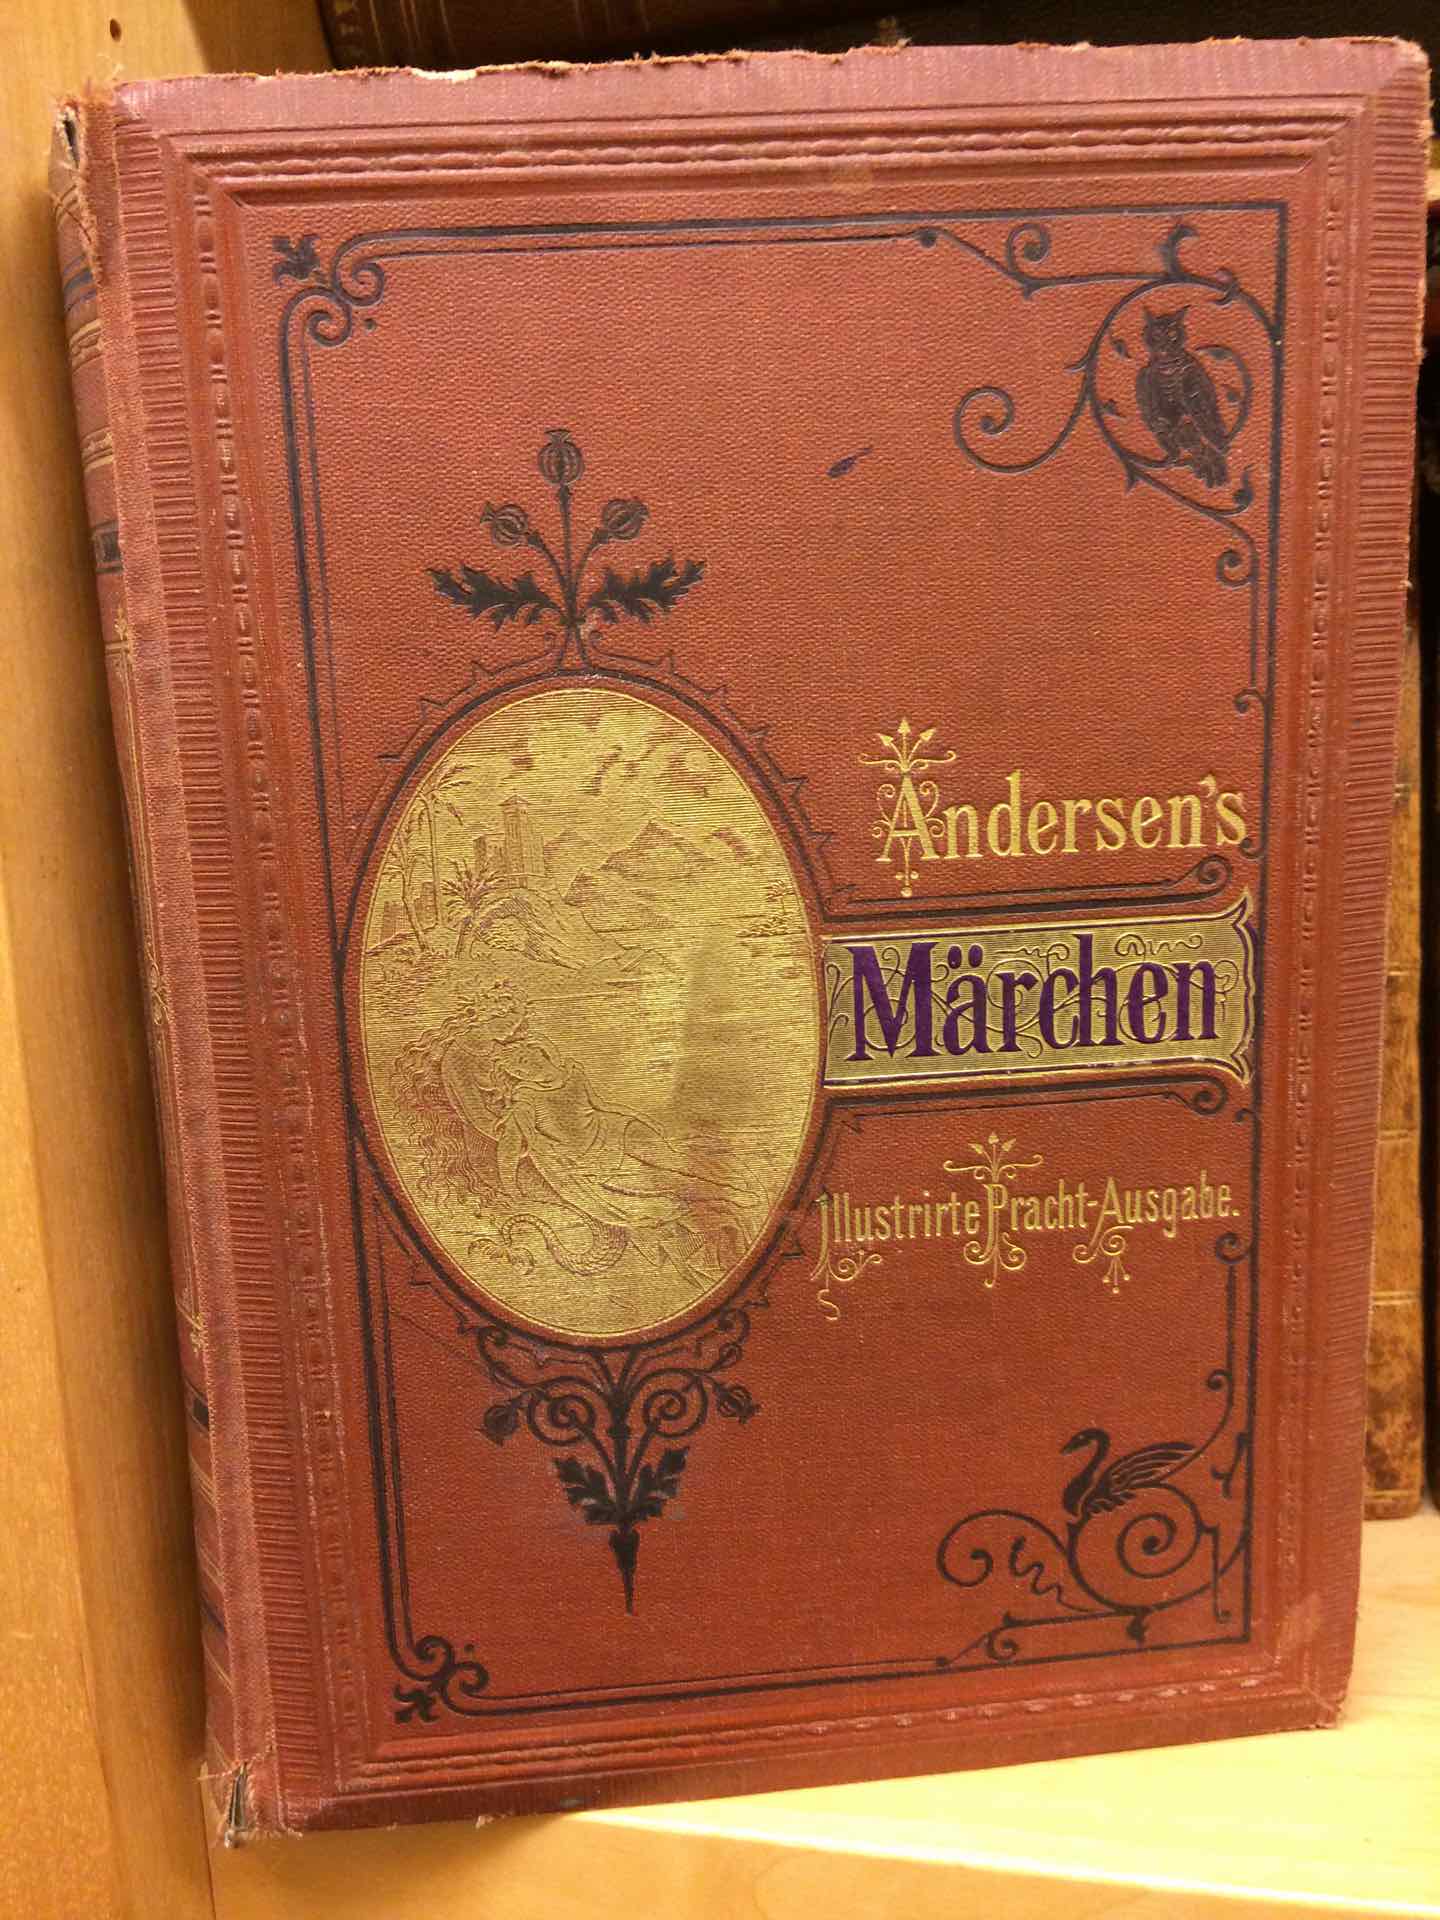 Andersen's
Märchen
Illustrirte Pracht-Ausgabe.